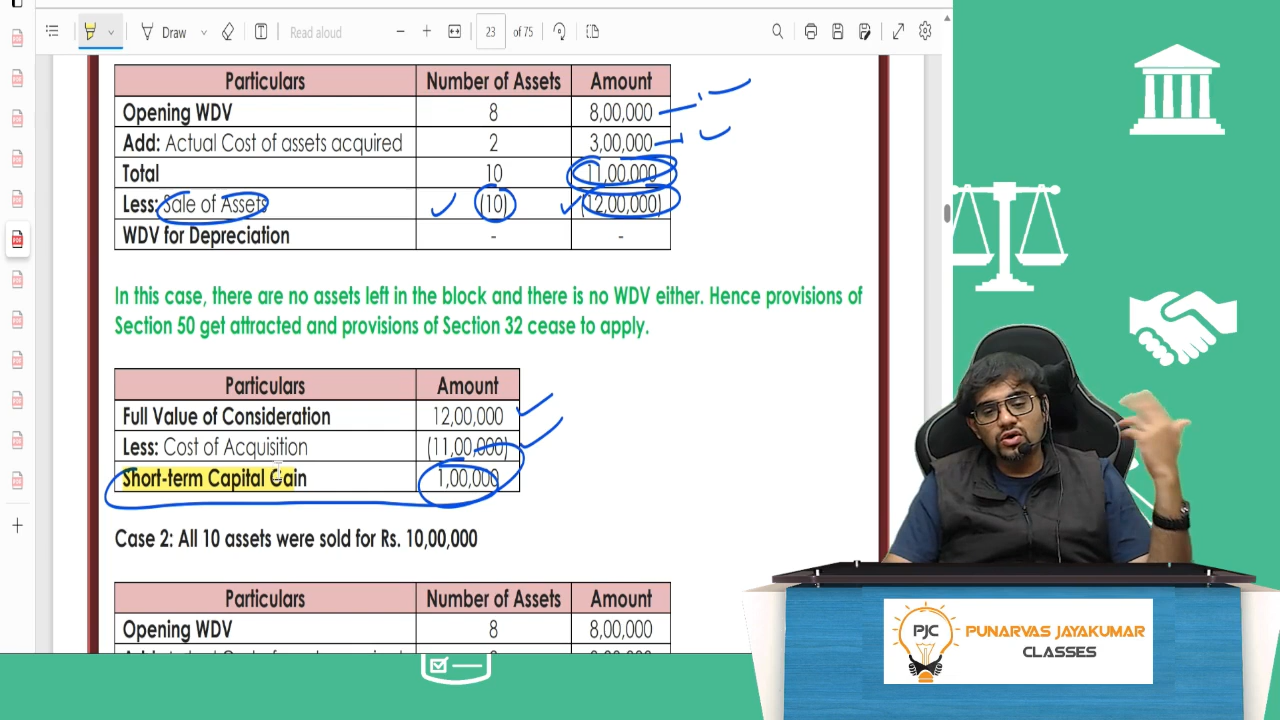 Draw
Read aloud
23 of 75
Particulars Number of Assets Amount
Opening WDV 8 8,00,000
Add: Actual Cost of assets acquired 2 3,00,000
Total 10 11,00,000
Less: Sale of Assets (10) (12,00,000)
WDV for Depreciation - -
In this case, there are no assets left in the block and there is no WDV either. Hence provisions of
Section 50 get attracted and provisions of Section 32 cease to apply.
Particulars Amount
Full Value of Consideration 12,00,000
Less: Cost of Acquisition (11,00,000)
Short-term Capital Gain 1,00,000
Case 2: All 10 assets were sold for Rs. 10,00,000
Particulars Number of Assets Amount
Opening WDV 8 8,00,000
PJC
PUNARVAS JAYAKUMAR
CLASSES